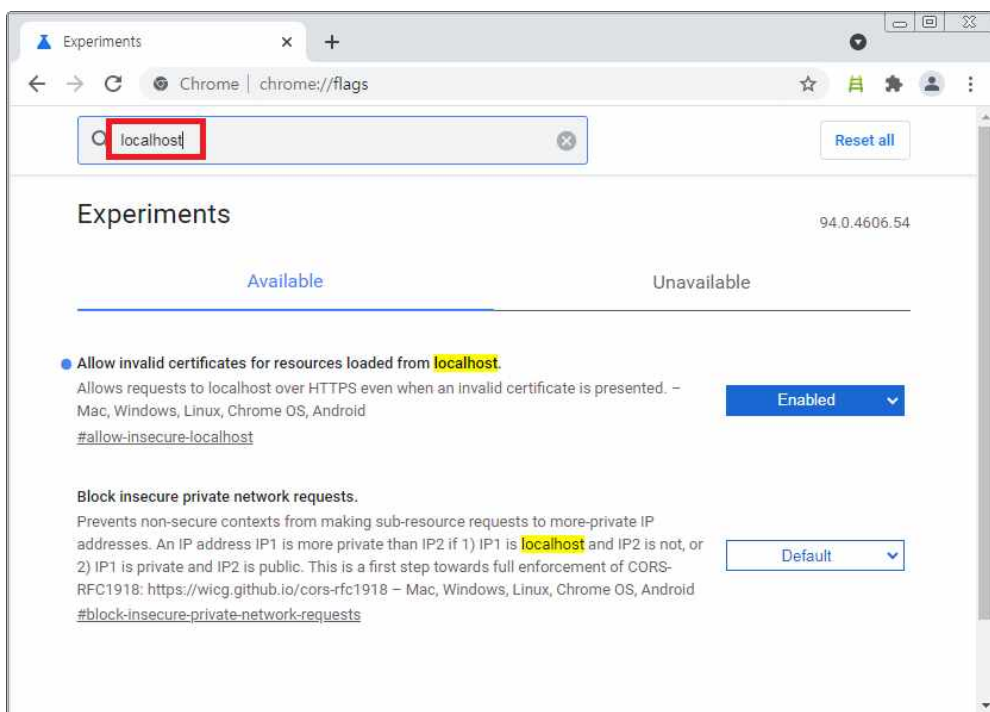 Experiments
Chrome | chrome://flags
localhost
Reset all
Experiments
94.0.4606.54
Available
Unavailable
Allow invalid certificates for resources loaded from localhost.
Allows requests to localhost over HTTPS even when an invalid certificate is presented. –
Mac, Windows, Linux, Chrome OS, Android
#allow-insecure-localhost
Enabled
Block insecure private network requests.
Prevents non-secure contexts from making sub-resource requests to more-private IP
addresses. An IP address IP1 is more private than IP2 if 1) IP1 is localhost and IP2 is not, or
2) IP1 is private and IP2 is public. This is a first step towards full enforcement of CORS-
RFC1918: https://wicg.github.io/cors-rfc1918 – Mac, Windows, Linux, Chrome OS, Android
#block-insecure-private-network-requests
Default